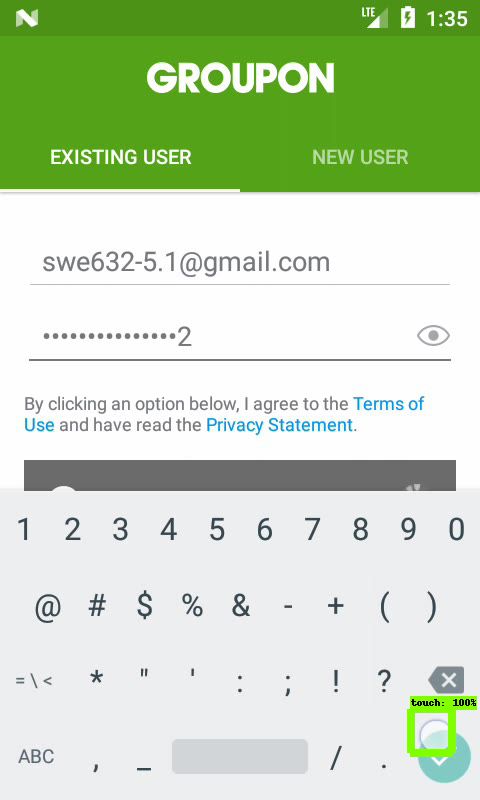 LTE 1:35
GROUPON
EXISTING USER NEW USER
swe632-5.1@gmail.com
•••••••••••••••2
By clicking an option below, I agree to the Terms of
Use and have read the Privacy Statement.
1 2 3 4 5 6 7 8 9 0
@ # $ % & - + ( )
= \ < * " ' : ; ! ?
touch: 100%
ABC , _ / .